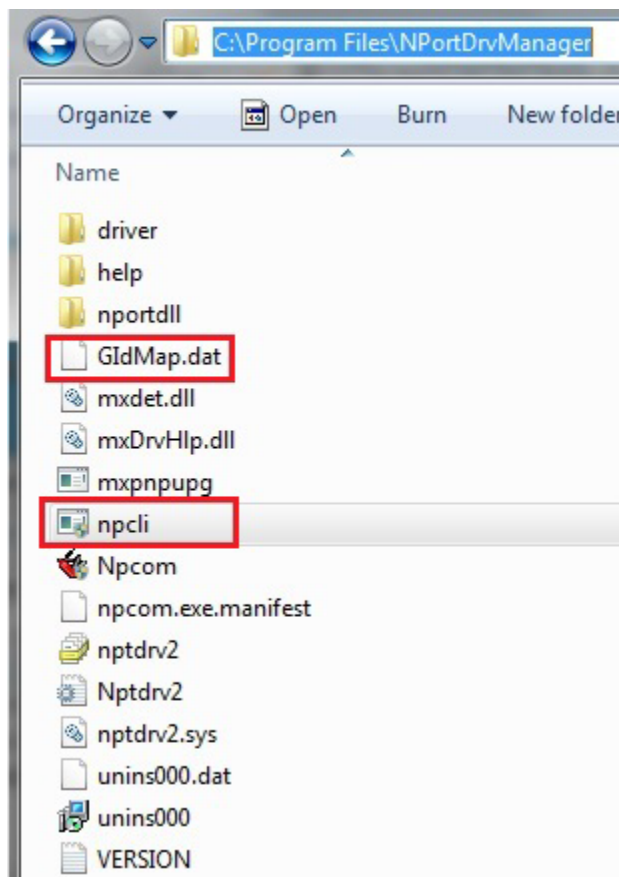 C:\Program Files\NPortDrvManager
Organize Open Burn New folder
Name
driver
help
nportdll
GIdMap.dat
mxdet.dll
mxDrvHlp.dll
mxpnpupg
npcli
Npcom
npcom.exe.manifest
nptdrv2
Nptdrv2
nptdrv2.sys
unins000.dat
unins000
VERSION